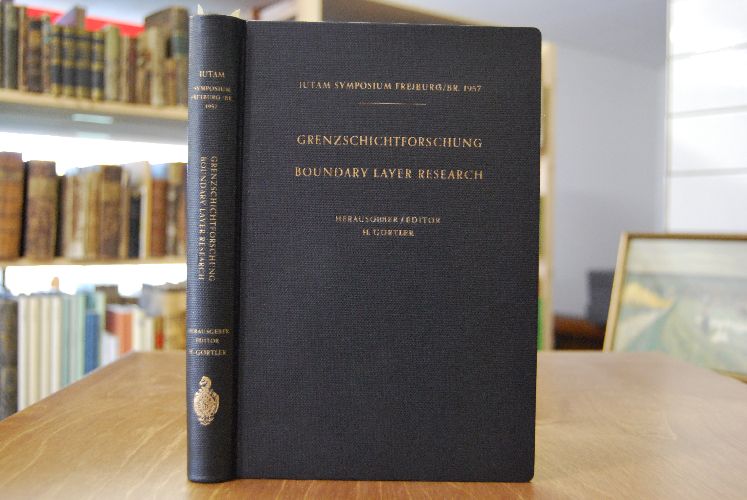 IUTAM
SYMPOSIUM
FREIBURG/BR.
1957
GRENZSCHICHTFORSCHUNG
BOUNDARY LAYER RESEARCH
HERAUSGEBER
EDITOR
H. GÖRTLER
IUTAM SYMPOSIUM FREIBURG/BR. 1957
GRENZSCHICHTFORSCHUNG
BOUNDARY LAYER RESEARCH
HERAUSGEBER / EDITOR
H. GÖRTLER